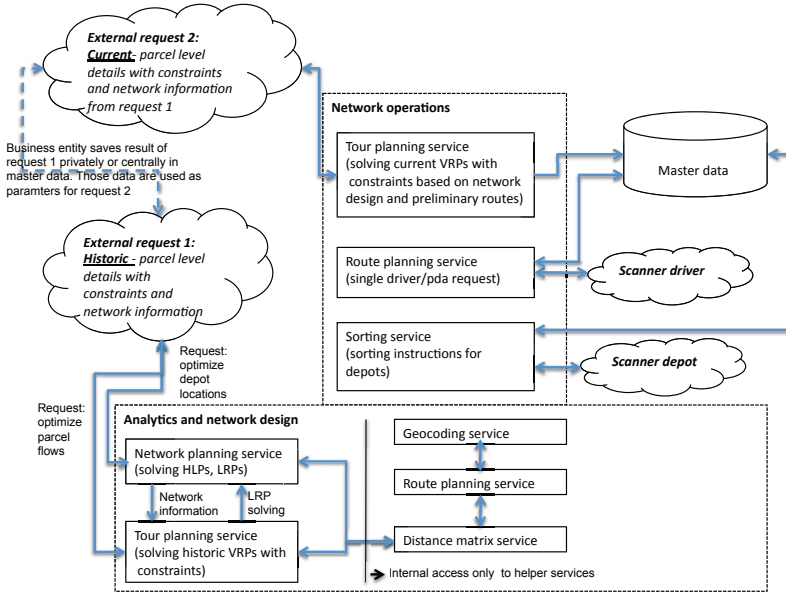 External request 2:
Current- parcel level
details with constraints
and network information
from request 1
Business entity saves result of
request 1 privately or centrally in
master data. Those data are used as
paramters for request 2
External request 1:
Historic - parcel level
details with
constraints and
network information
Network operations
Tour planning service
(solving current VRPs with
constraints based on network
design and preliminary routes)
Master data
Route planning service
(single driver/pda request)
Scanner driver
Sorting service
(sorting instructions for
depots)
Scanner depot
Request:
optimize
depot
locations
Request:
optimize
parcel
flows
Analytics and network design
Network planning service
(solving HLPs, LRPs)
Network
information
LRP
solving
Tour planning service
(solving historic VRPs with
constraints)
Geocoding service
Route planning service
Distance matrix service
Internal access only to helper services